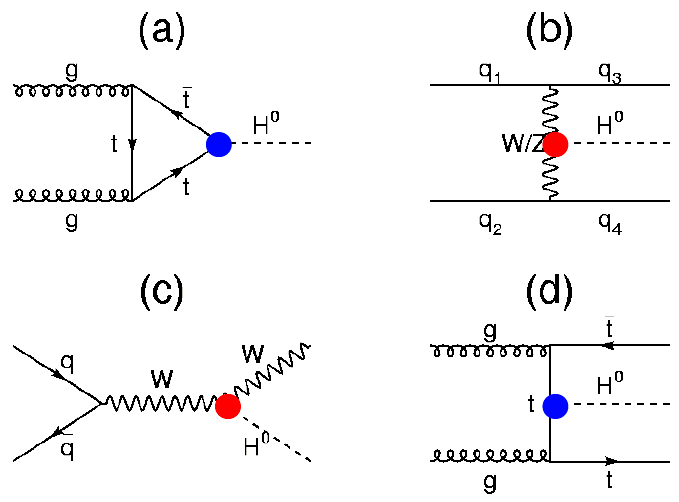 (a) (b)
g t̄ H⁰
t
t
g
q₁ q₃
W/Z H⁰
q₂ q₄
(c) (d)
q W W
q̄ H⁰
g t̄
t H⁰
g t